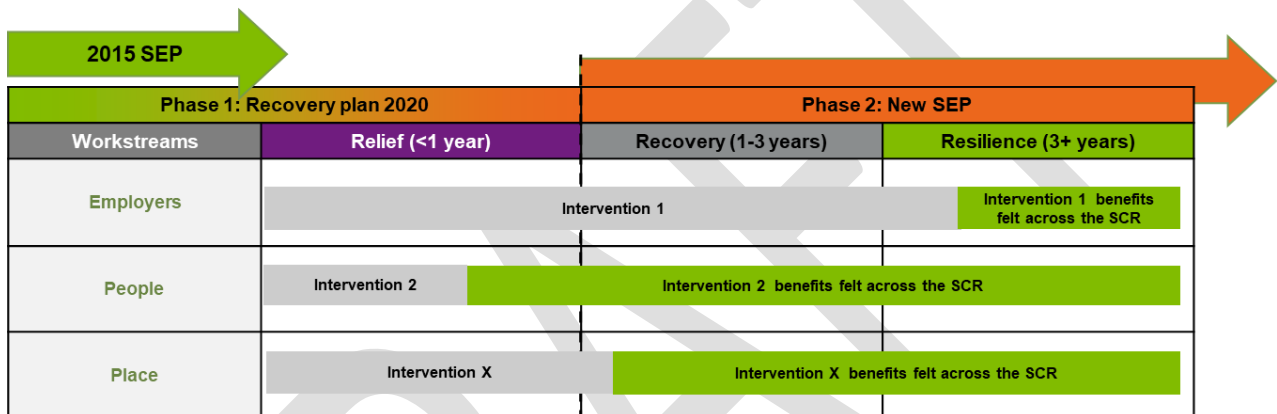 2015 SEP
Phase 1: Recovery plan 2020
Phase 2: New SEP
Workstreams
Relief (<1 year)
Recovery (1-3 years)
Resilience (3+ years)
Employers
Intervention 1
Intervention 1 benefits
felt across the SCR
People
Intervention 2
Intervention 2 benefits felt across the SCR
Place
Intervention X
Intervention X benefits felt across the SCR